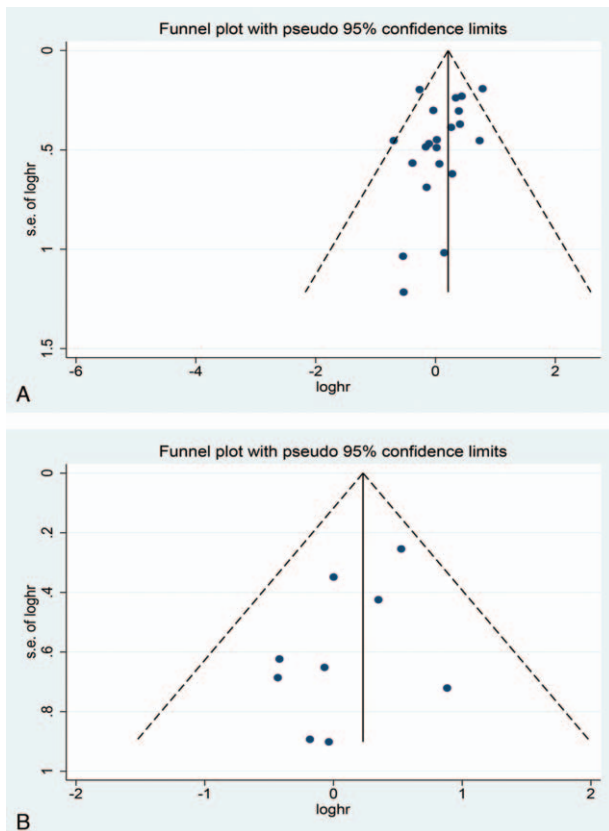 Funnel plot with pseudo 95% confidence limits
0
.5
1
1.5
s.e. of loghr
-6
-4
-2
0
2
loghr
A
Funnel plot with pseudo 95% confidence limits
0
.2
.4
.6
.8
1
s.e. of loghr
-2
-1
0
1
2
loghr
B